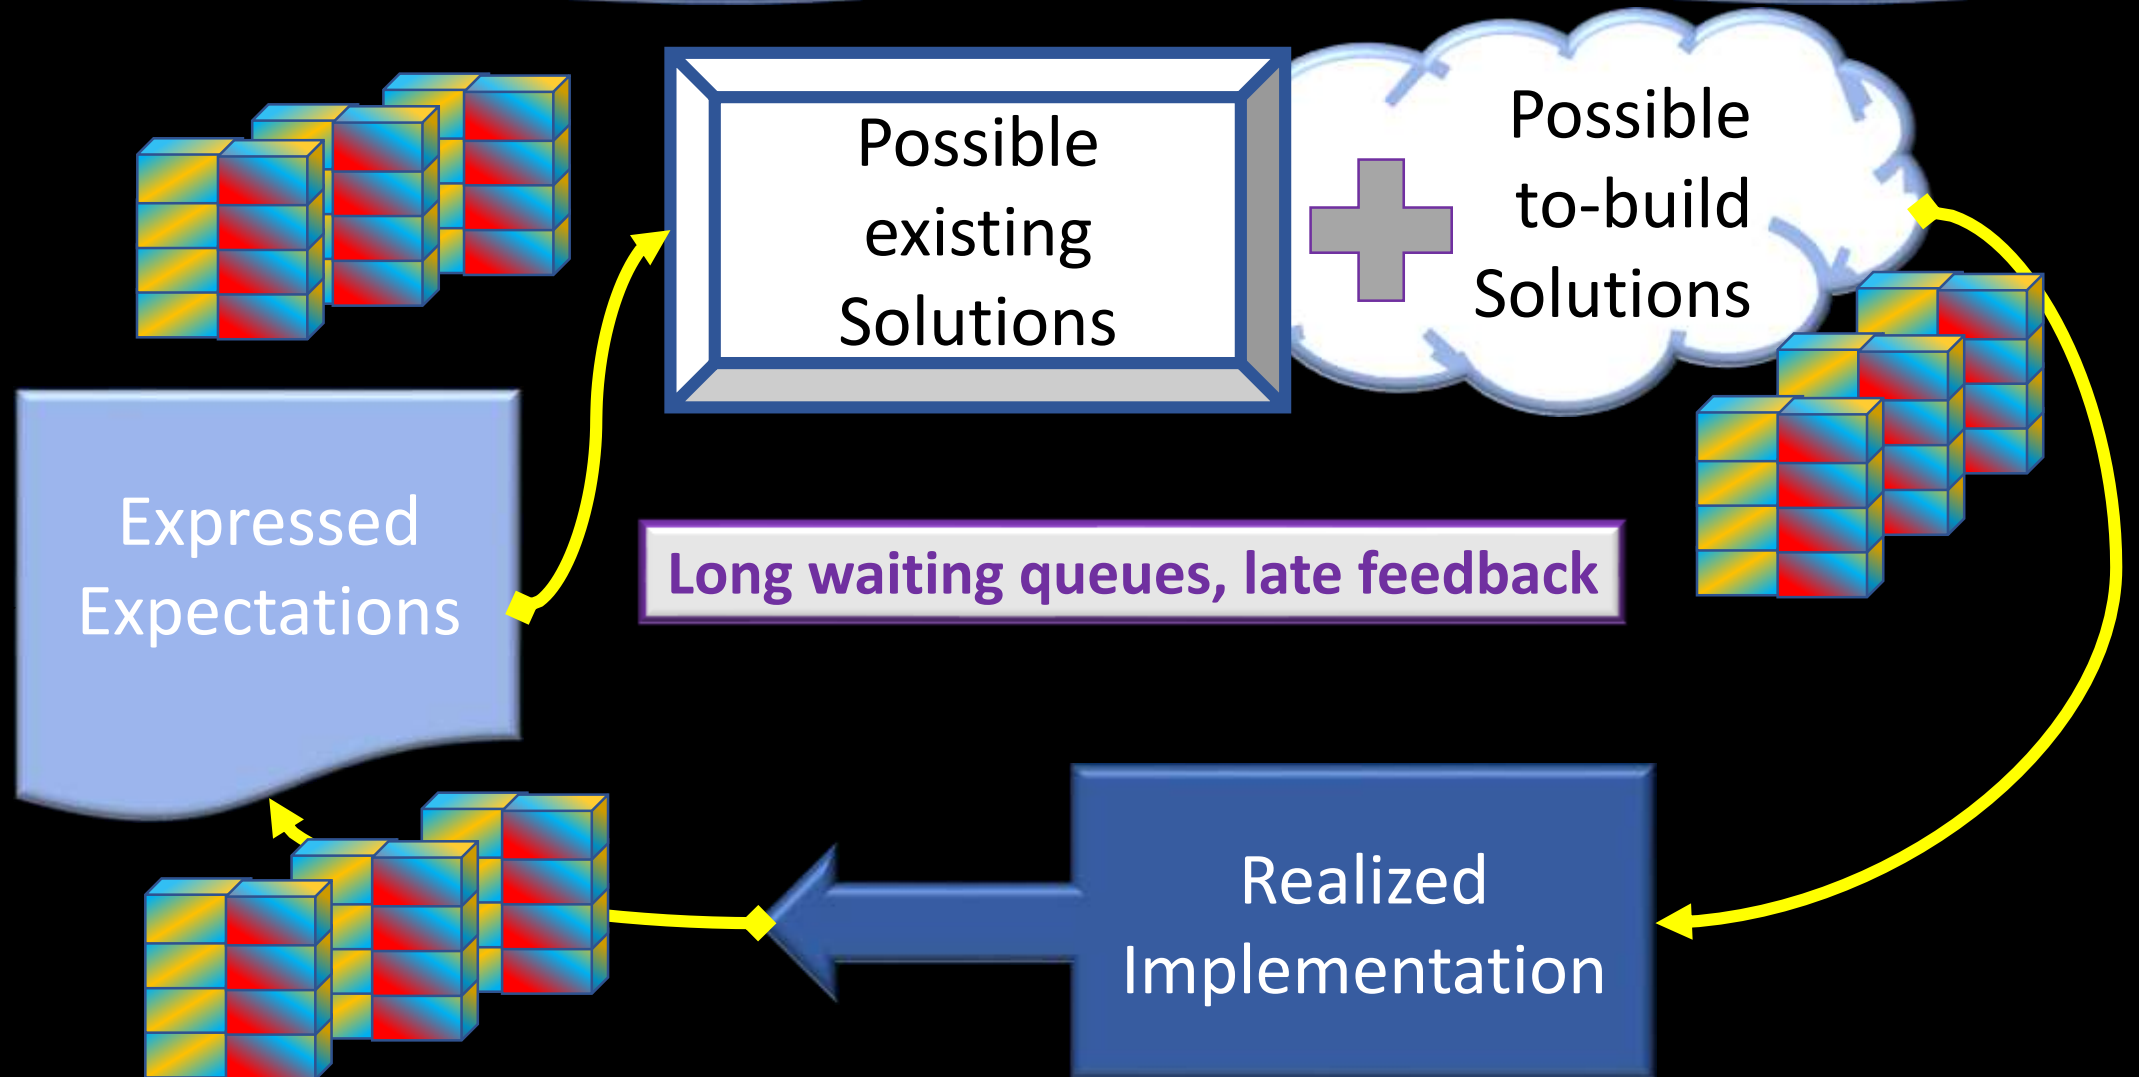 Possible
existing
Solutions
Possible
to-build
Solutions
Expressed
Expectations
Long waiting queues, late feedback
Realized
Implementation